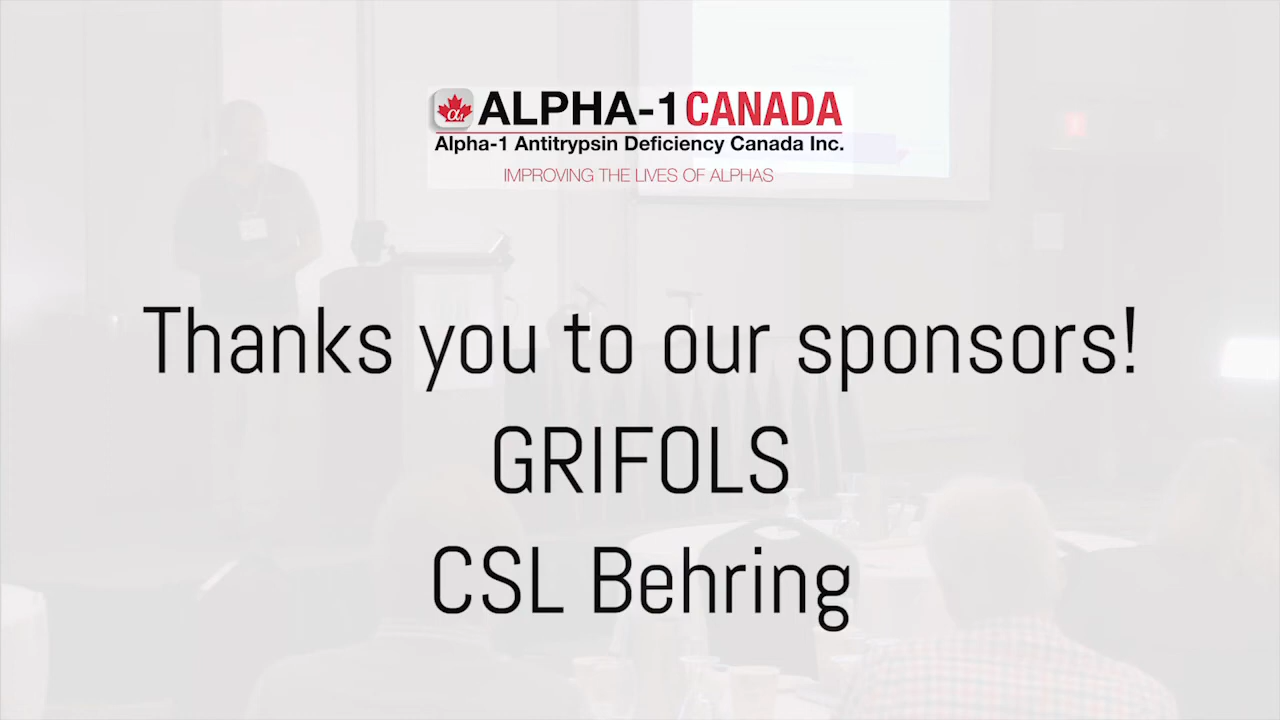 ALPHA-1 CANADA
Alpha-1 Antitrypsin Deficiency Canada Inc.
IMPROVING THE LIVES OF ALPHAS
Thanks you to our sponsors!
GRIFOLS
CSL Behring